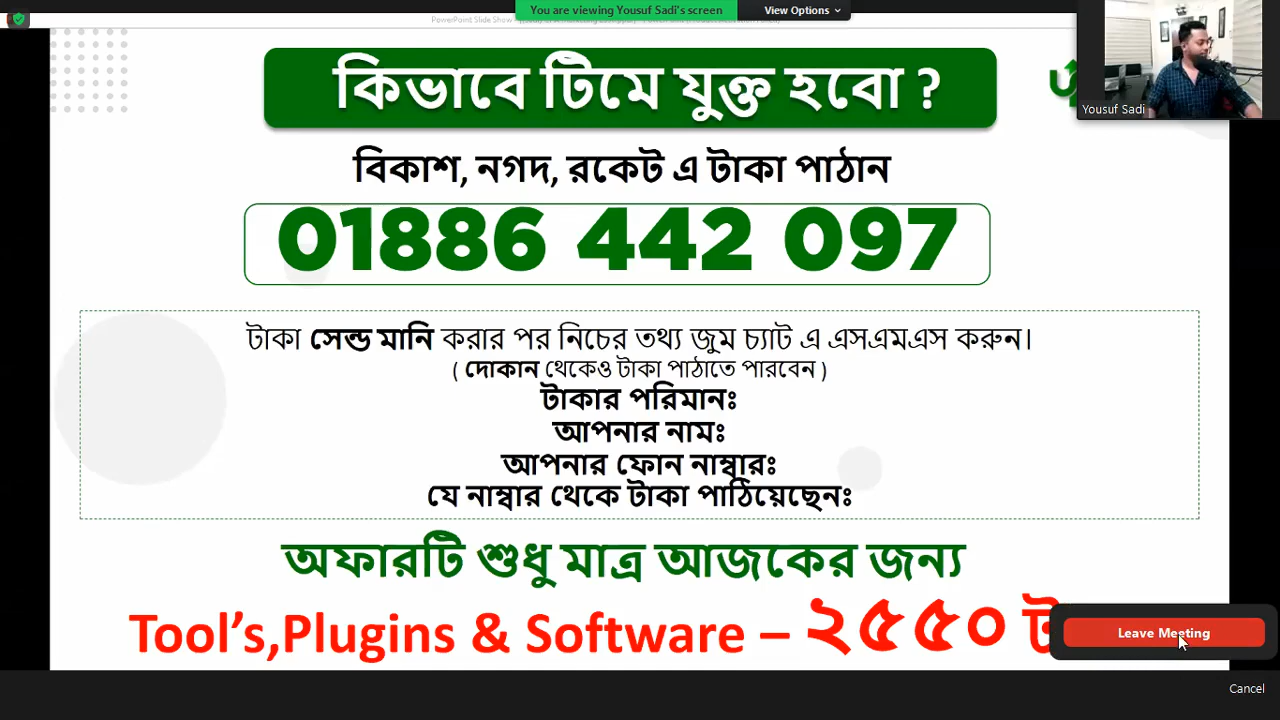 You are viewing Yousuf Sadi's screen View Options
কিভাবে টিমে যুক্ত হবো ?
Yousuf Sadi
বিকাশ, নগদ, রকেট এ টাকা পাঠান
01886 442 097
টাকা সেন্ড মানি করার পর নিচের তথ্য জুম চ্যাট এ এসএমএস করুন।
( দোকান থেকেও টাকা পাঠাতে পারবেন )
টাকার পরিমানঃ
আপনার নামঃ
আপনার ফোন নাম্বারঃ
যে নাম্বার থেকে টাকা পাঠিয়েছেনঃ
অফারটি শুধু মাত্র আজকের জন্য
Tool's,Plugins & Software – ২৫৫০ ট
Leave Meeting
Cancel